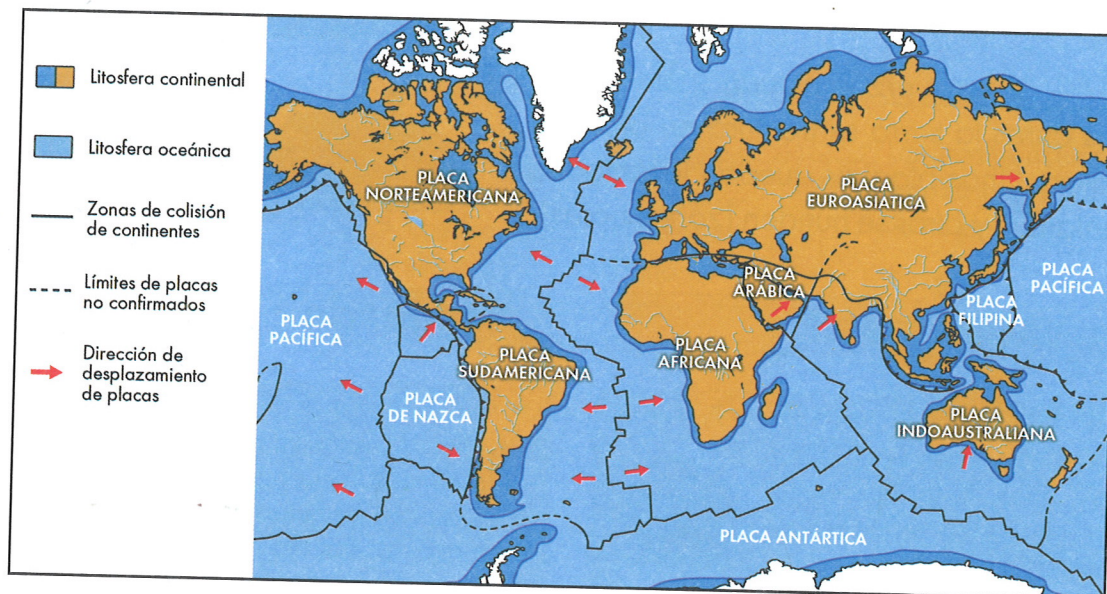 Litosfera continental
Litosfera oceánica
Zonas de colisión
de continentes
Límites de placas
no confirmados
Dirección de
desplazamiento
de placas
PLACA
NORTEAMERICANA
PLACA
EUROASIÁTICA
PLACA
ARÁBICA
PLACA
PACÍFICA
PLACA
FILIPINA
PLACA
PACÍFICA
PLACA
SUDAMERICANA
PLACA
AFRICANA
PLACA
DE NAZCA
PLACA
INDOAUSTRALIANA
PLACA ANTÁRTICA